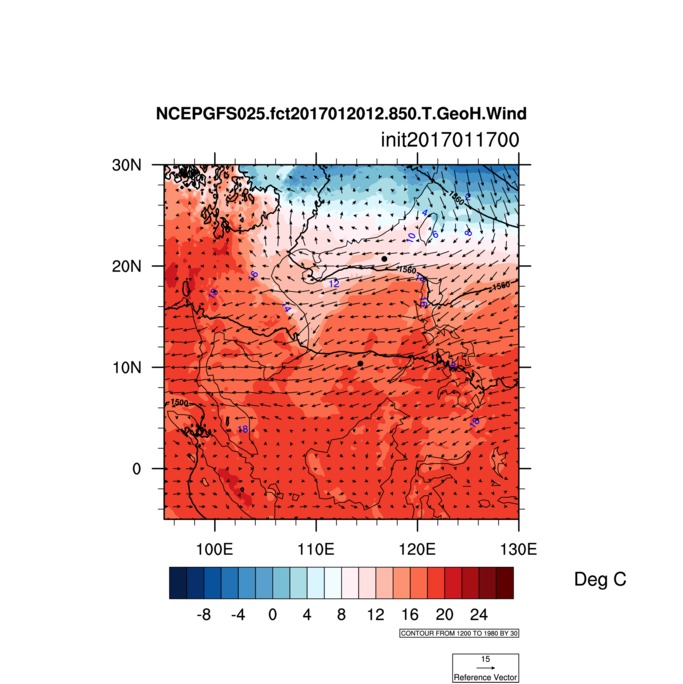 NCEPGFS025.fct2017012012.850.T.GeoH.Wind
init2017011700
30N
20N
10N
0
1560
1560
1560
1500
4
6
8
10
12
14
16
18
18
18
100E
110E
120E
130E
-8 -4 0 4 8 12 16 20 24
Deg C
CONTOUR FROM 1200 TO 1980 BY 30
15
Reference Vector